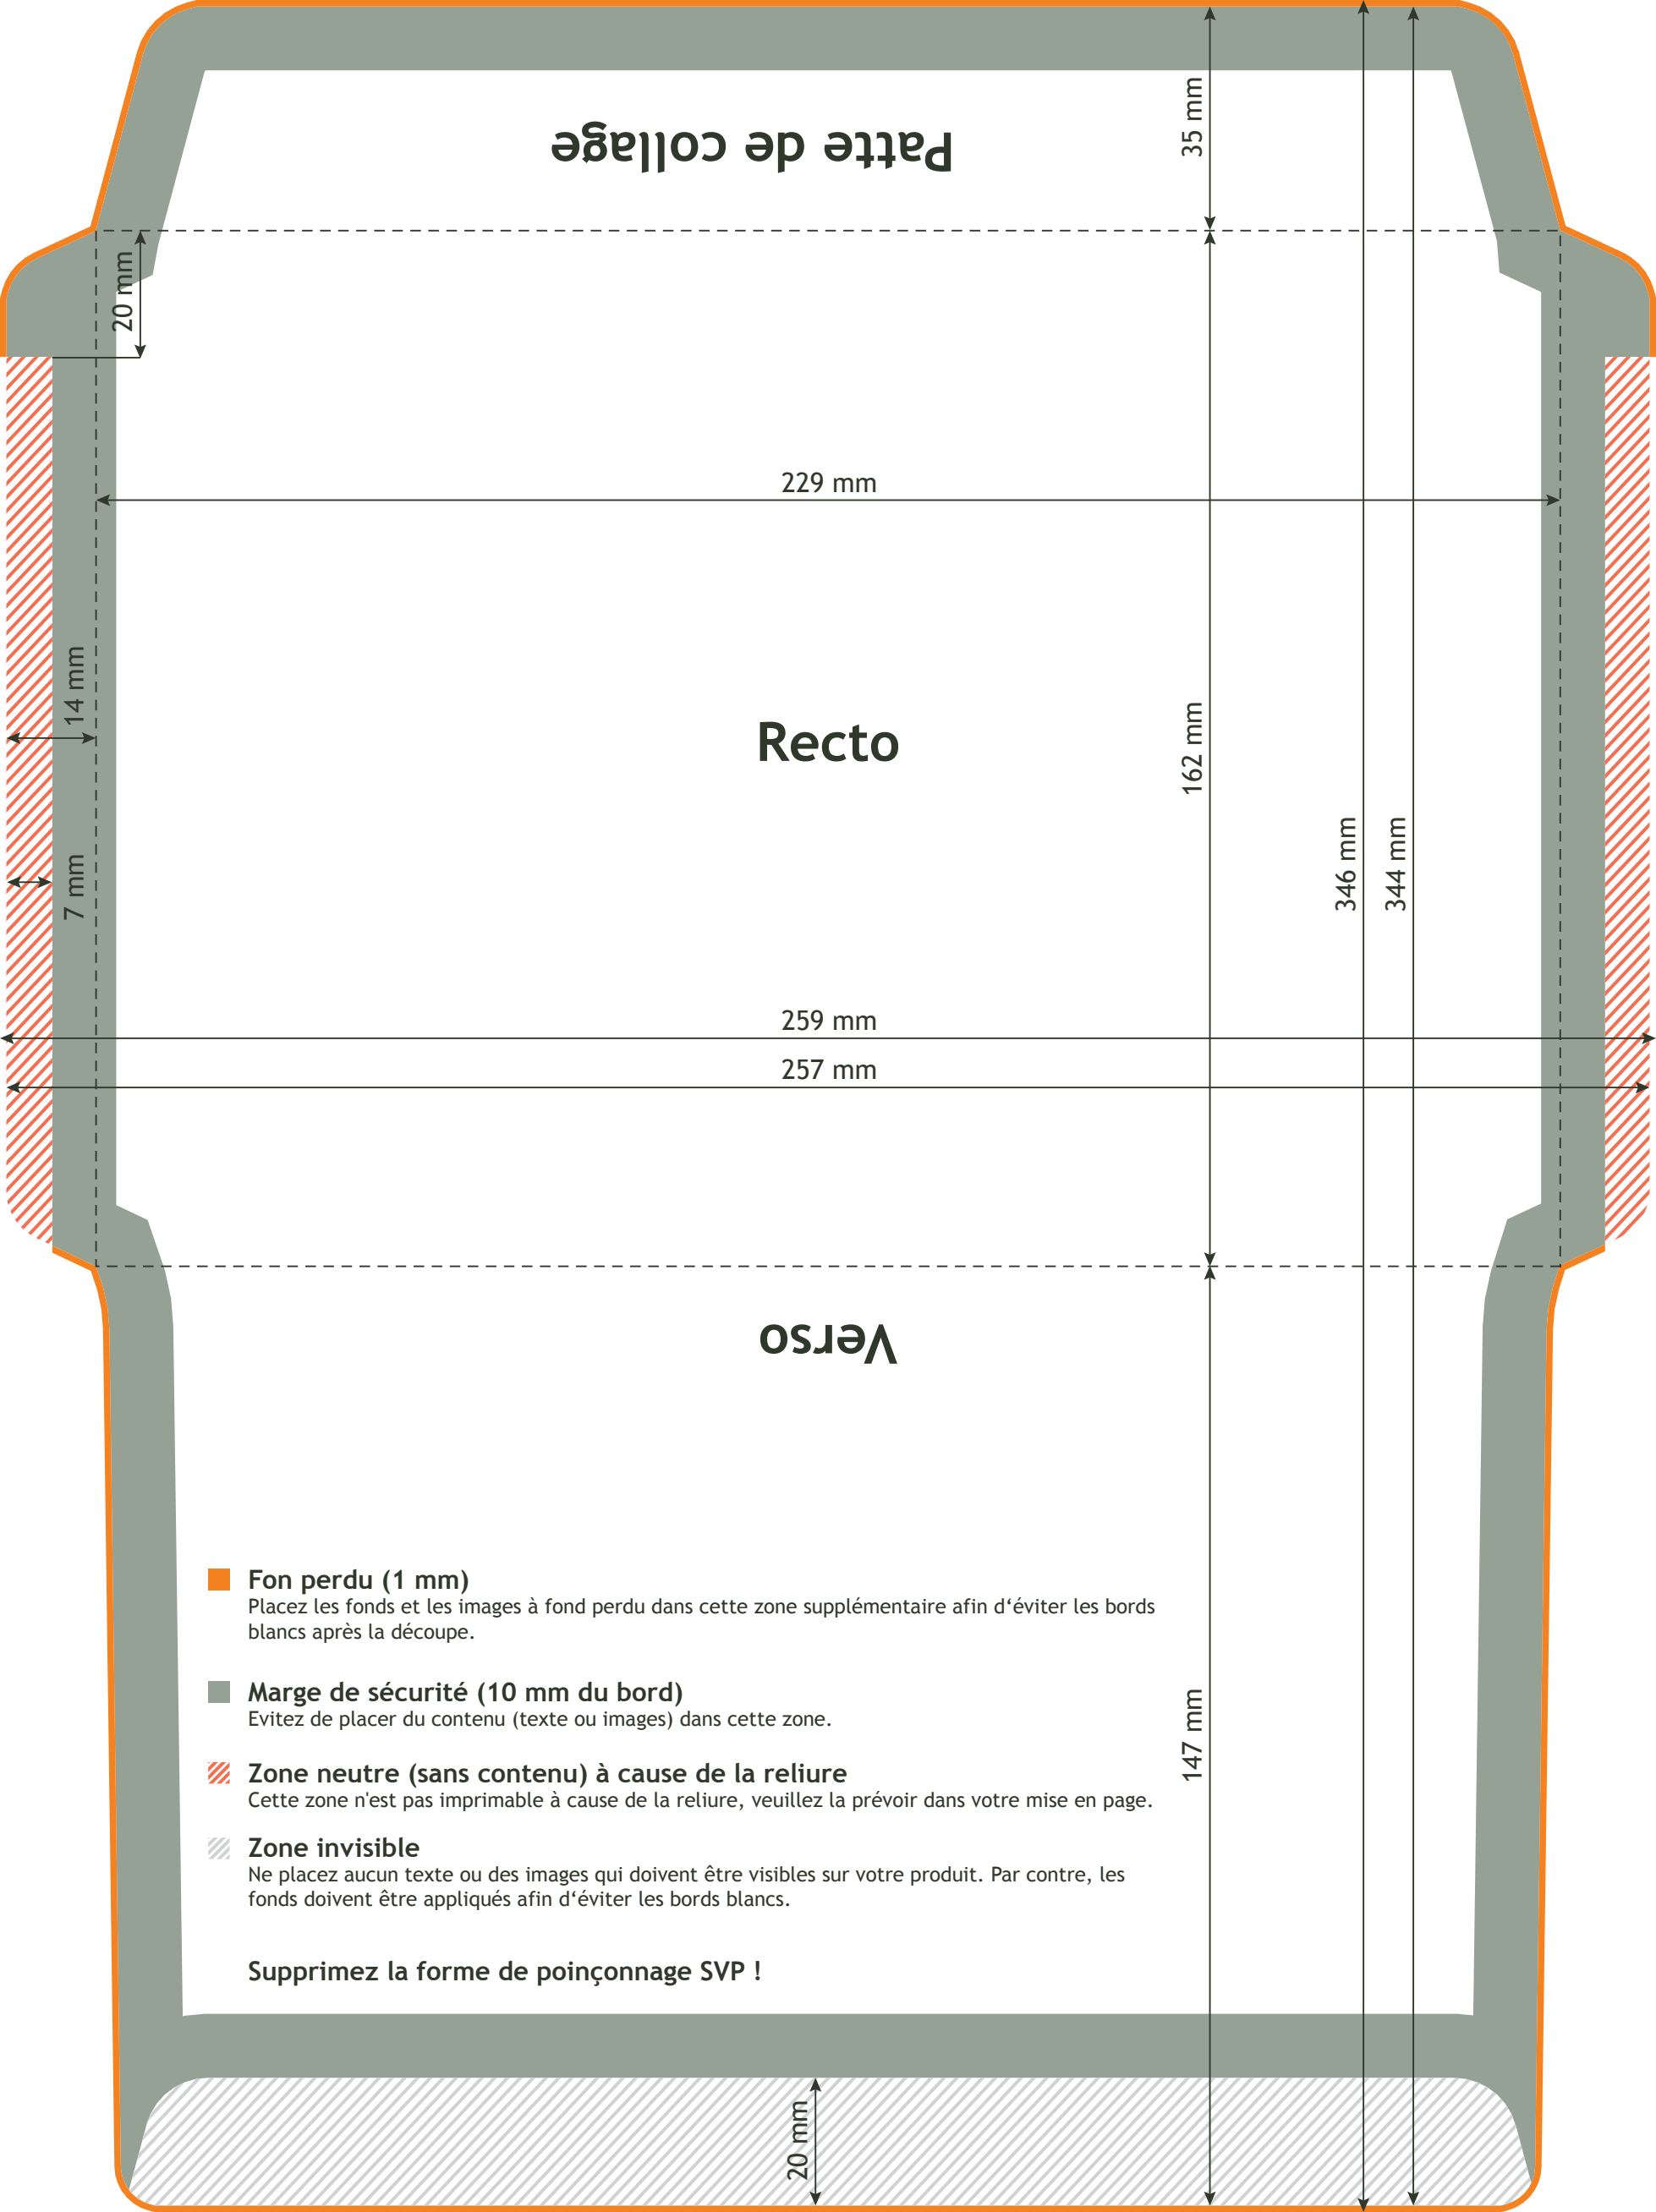 Patte de collage
35 mm
20 mm
229 mm
14 mm
Recto
162 mm
346 mm
344 mm
7 mm
259 mm
257 mm
Verso
Fon perdu (1 mm)
Placez les fonds et les images à fond perdu dans cette zone supplémentaire afin d‘éviter les bords
blancs après la découpe.
Marge de sécurité (10 mm du bord)
Evitez de placer du contenu (texte ou images) dans cette zone.
147 mm
Zone neutre (sans contenu) à cause de la reliure
Cette zone n'est pas imprimable à cause de la reliure, veuillez la prévoir dans votre mise en page.
Zone invisible
Ne placez aucun texte ou des images qui doivent être visibles sur votre produit. Par contre, les
fonds doivent être appliqués afin d‘éviter les bords blancs.
Supprimez la forme de poinçonnage SVP !
20 mm